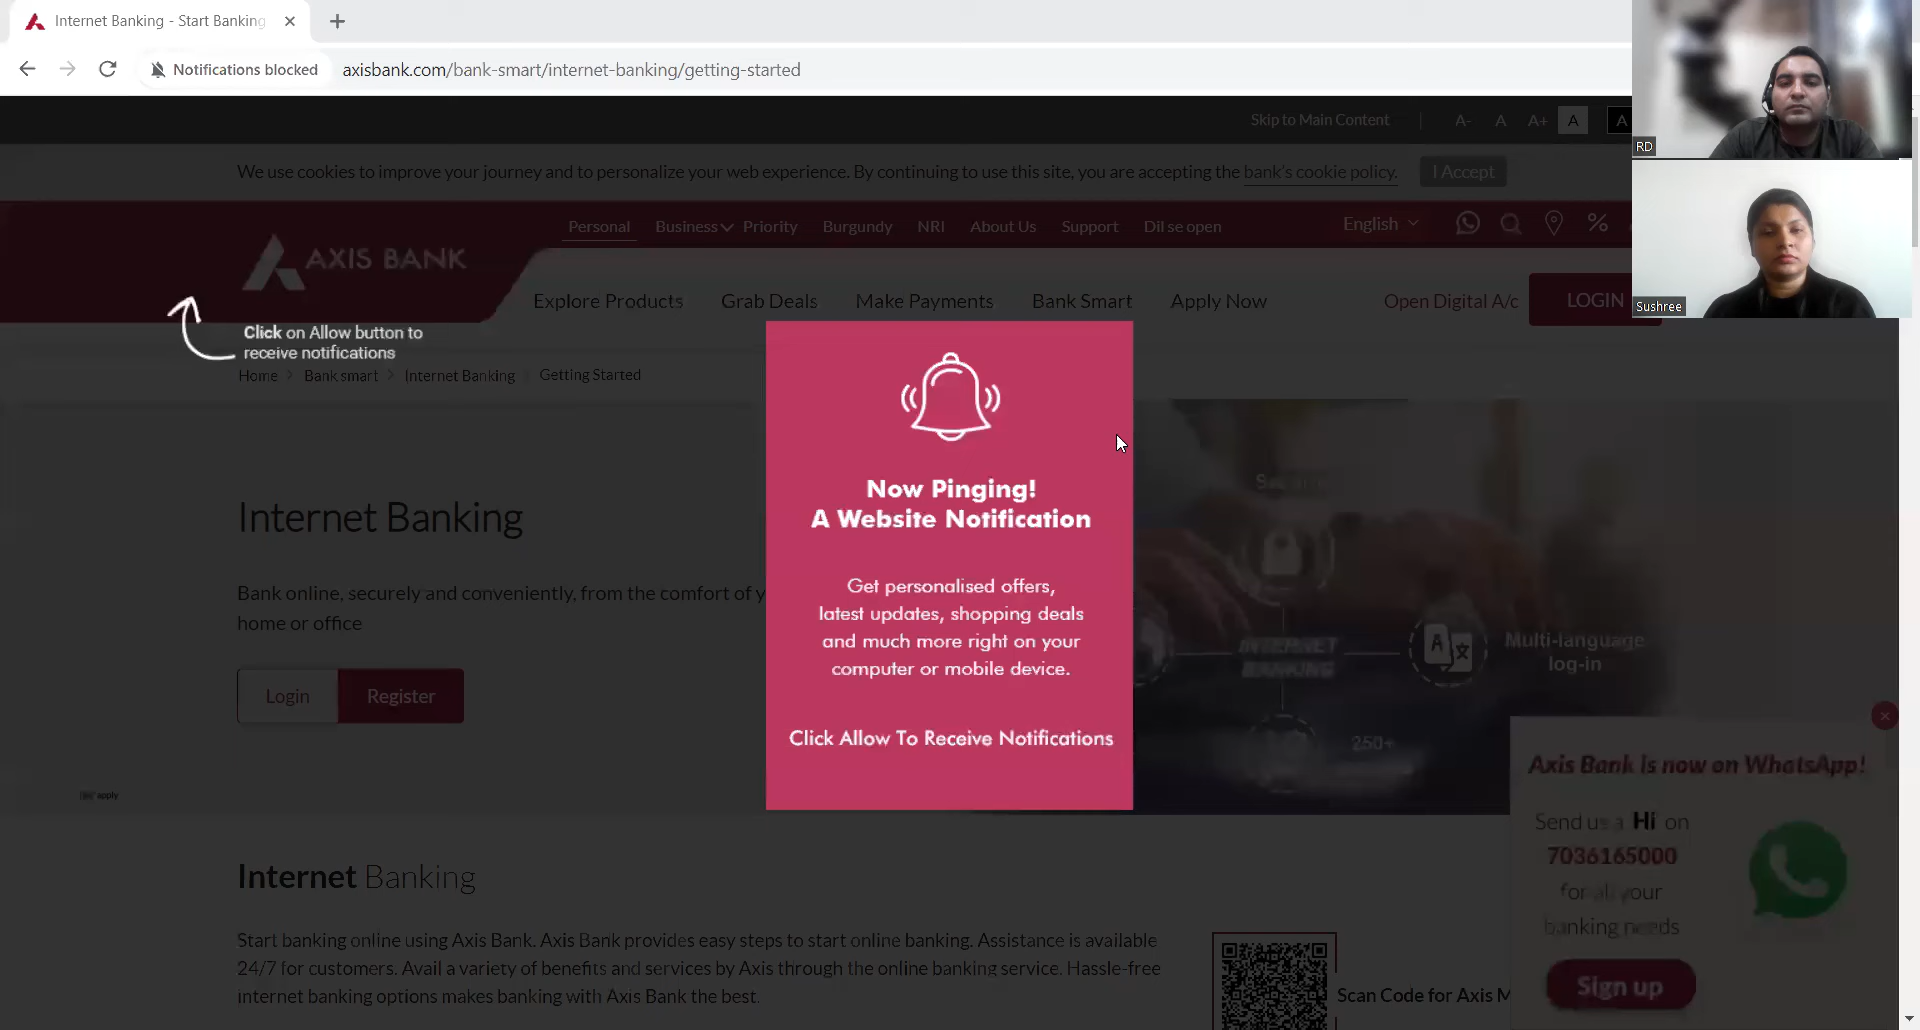 Internet Banking - Start Banking
Notifications blocked
axisbank.com/bank-smart/internet-banking/getting-started
RD
Sushree
Skip to Main Content | A- A A+ A A
We use cookies to improve your journey and to personalize your web experience. By continuing to use this site, you are accepting the bank's cookie policy. I Accept
Personal Business Priority Burgundy NRI About Us Support Dil se open English
AXIS BANK
Explore Products Grab Deals Make Payments Bank Smart Apply Now Open Digital A/c LOGIN
Click on Allow button to
receive notifications
Home > Bank smart > Internet Banking Getting Started
Now Pinging!
A Website Notification
Get personalised offers,
latest updates, shopping deals
and much more right on your
computer or mobile device.
Click Allow To Receive Notifications
Internet Banking
Bank online, securely and conveniently, from the comfort of
home or office
Login Register
INTERNET
BANKING
Multi-language
log-in
250+
apply
Axis Bank is now on WhatsApp!
Send us a Hi on
7036165000
for all your
banking needs
Sign up
Internet Banking
Start banking online using Axis Bank. Axis Bank provides easy steps to start online banking. Assistance is available
24/7 for customers. Avail a variety of benefits and services by Axis through the online banking service. Hassle-free
internet banking options makes banking with Axis Bank the best.
Scan Code for Axis M